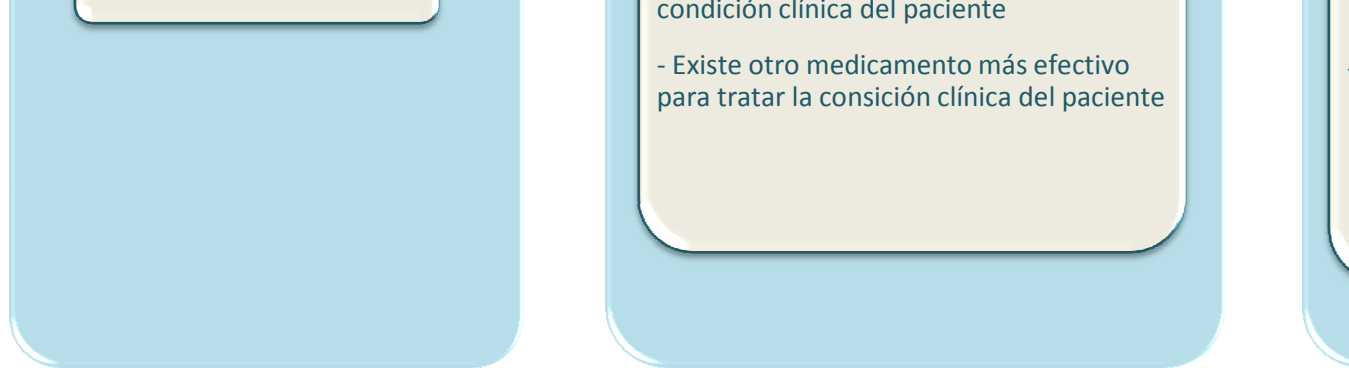 condición clínica del paciente
- Existe otro medicamento más efectivo
para tratar la consición clínica del paciente
-